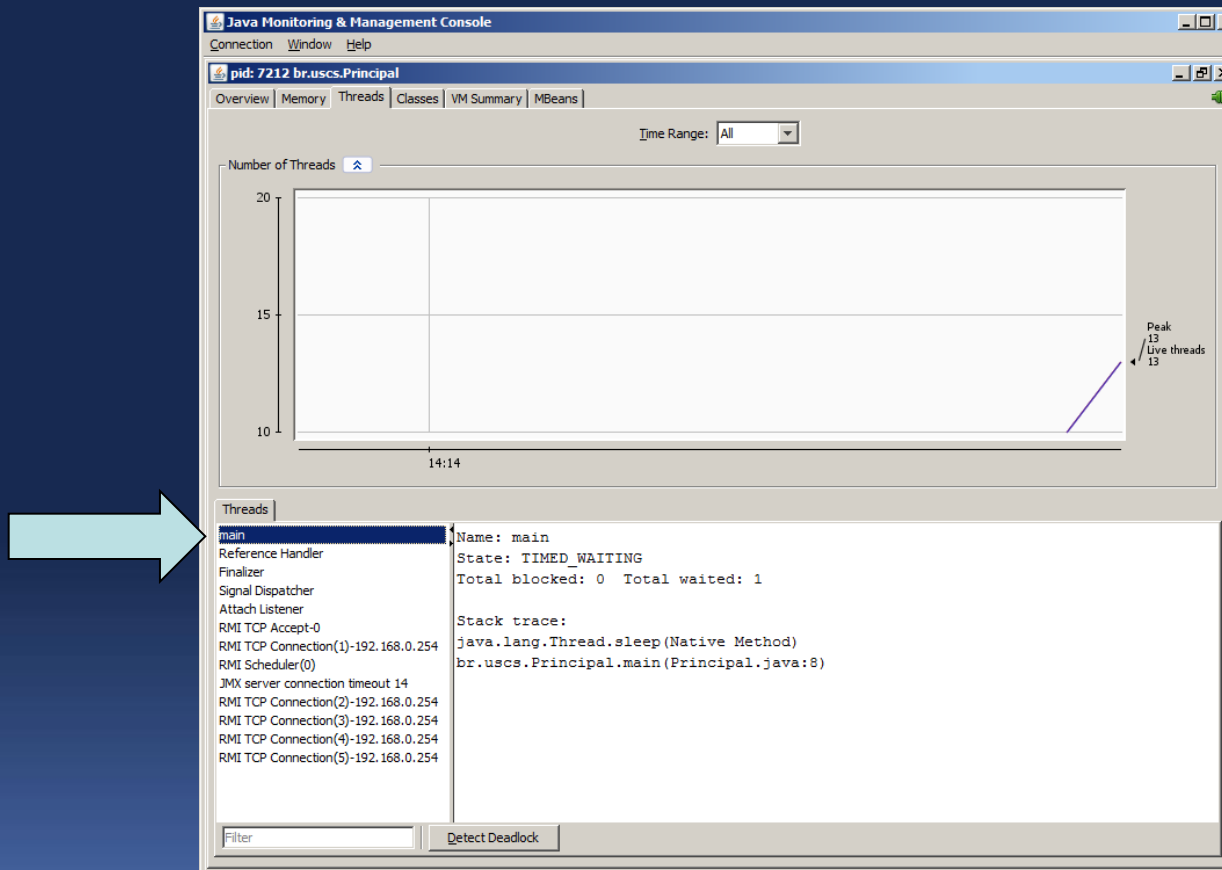 Java Monitoring & Management Console
Connection Window Help
pid: 7212 br.uscs.Principal
Overview Memory Threads Classes VM Summary MBeans
Time Range: All
Number of Threads
20
15
10
14:14
Peak
13
Live threads
13
Threads
main
Reference Handler
Finalizer
Signal Dispatcher
Attach Listener
RMI TCP Accept-0
RMI TCP Connection(1)-192.168.0.254
RMI Scheduler(0)
JMX server connection timeout 14
RMI TCP Connection(2)-192.168.0.254
RMI TCP Connection(3)-192.168.0.254
RMI TCP Connection(4)-192.168.0.254
RMI TCP Connection(5)-192.168.0.254
Name: main
State: TIMED_WAITING
Total blocked: 0 Total waited: 1
Stack trace:
java.lang.Thread.sleep(Native Method)
br.uscs.Principal.main(Principal.java:8)
Filter
Detect Deadlock